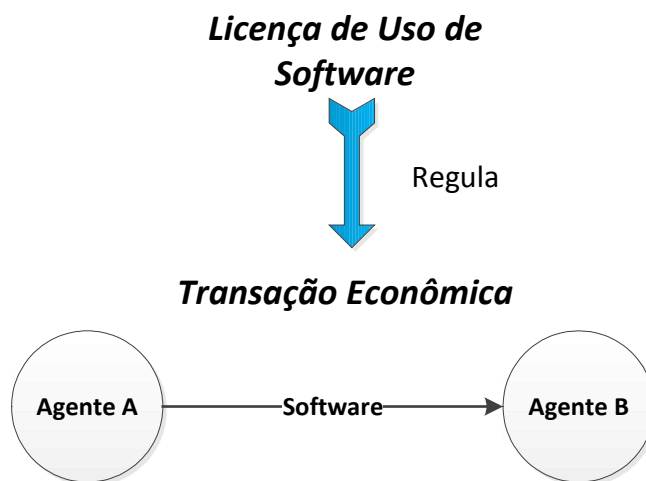 Licença de Uso de
Software
Regula
Transação Econômica
Agente A
Software
Agente B